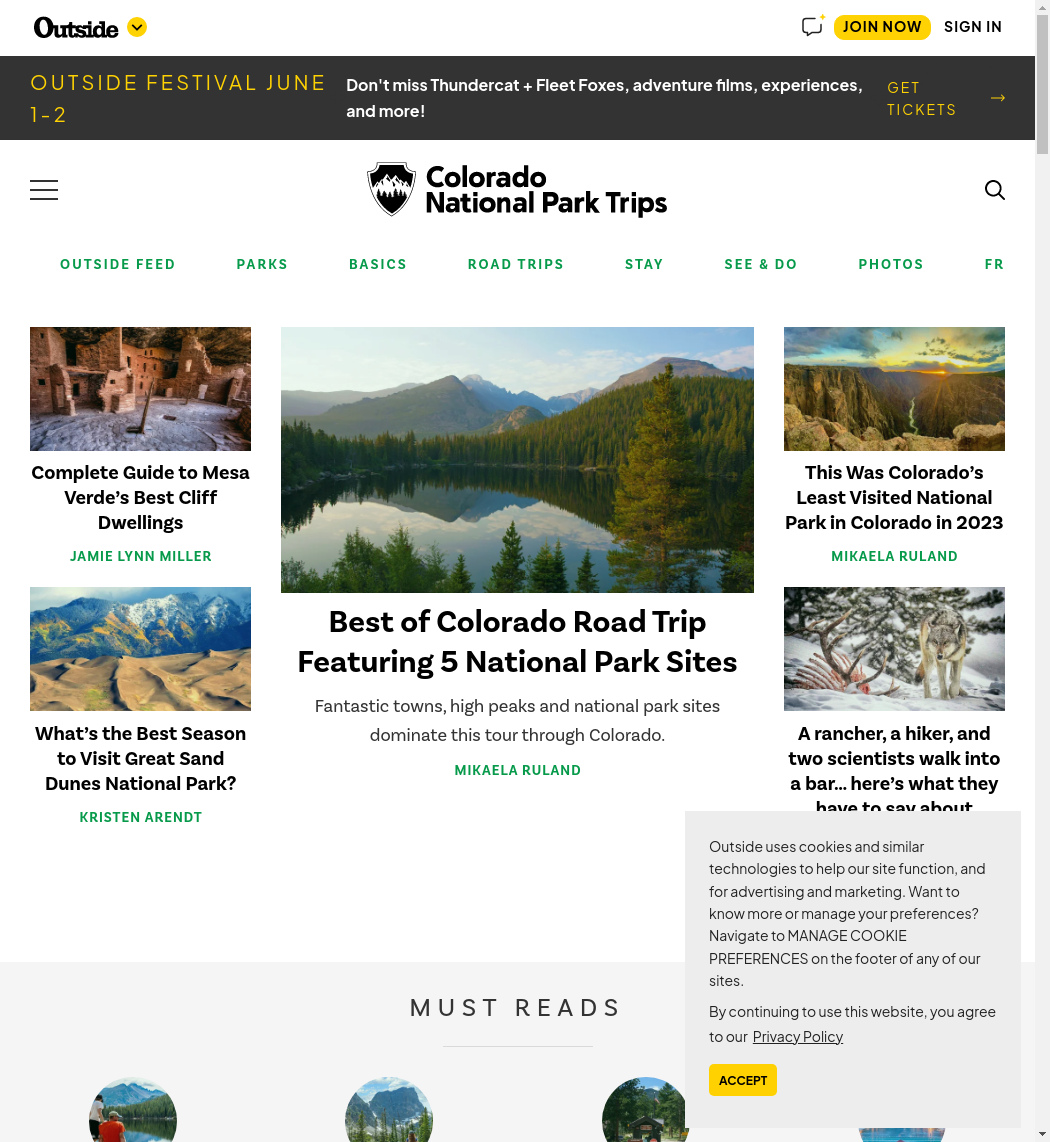 Outside
JOIN NOW
SIGN IN
OUTSIDE FESTIVAL JUNE
1-2
Don't miss Thundercat + Fleet Foxes, adventure films, experiences,
and more!
GET
TICKETS
Colorado
National Park Trips
OUTSIDE FEED
PARKS
BASICS
ROAD TRIPS
STAY
SEE & DO
PHOTOS
FR
Complete Guide to Mesa
Verde's Best Cliff
Dwellings
JAMIE LYNN MILLER
What's the Best Season
to Visit Great Sand
Dunes National Park?
KRISTEN ARENDT
Best of Colorado Road Trip
Featuring 5 National Park Sites
Fantastic towns, high peaks and national park sites
dominate this tour through Colorado.
MIKAELA RULAND
This Was Colorado's
Least Visited National
Park in Colorado in 2023
MIKAELA RULAND
A rancher, a hiker, and
two scientists walk into
a bar… here's what they
have to say about
Outside uses cookies and similar
technologies to help our site function, and
for advertising and marketing. Want to
know more or manage your preferences?
Navigate to MANAGE COOKIE
PREFERENCES on the footer of any of our
sites.
By continuing to use this website, you agree
to our Privacy Policy
ACCEPT
MUST READS